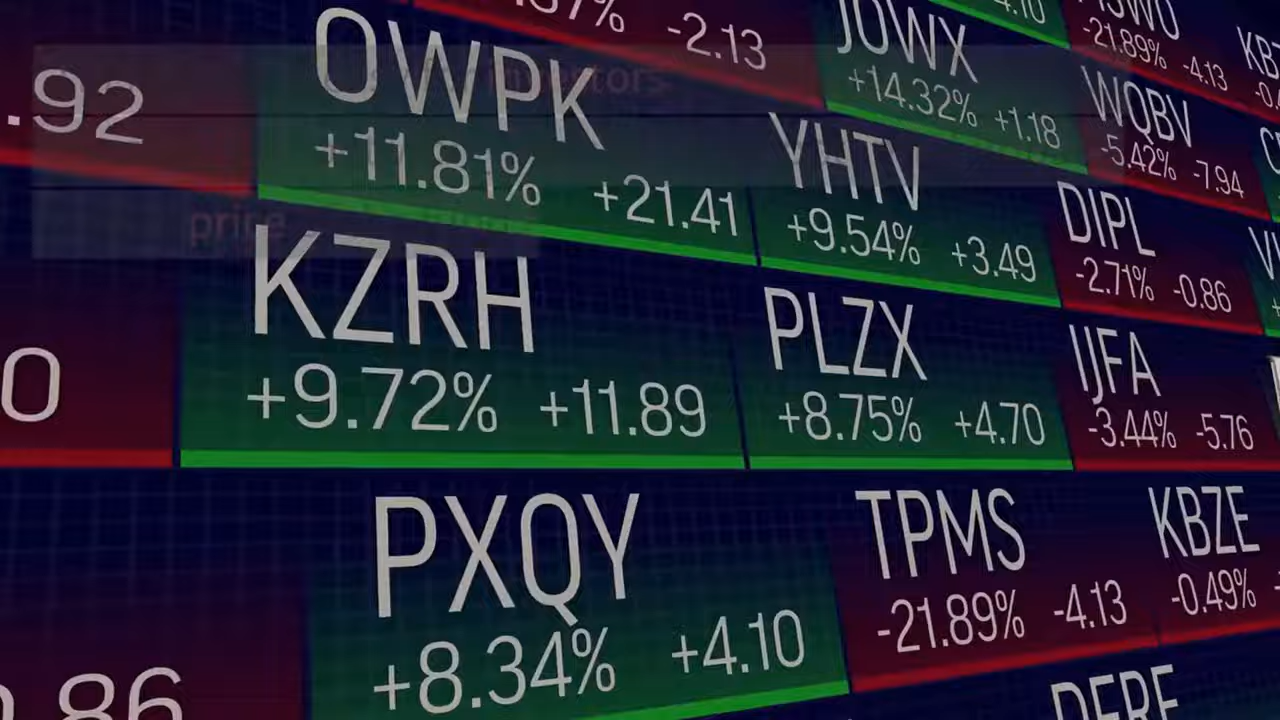 -2.13
JOWX
+14.32% +1.18
-21.89% -4.13
WQBV
-5.42% -7.94
.92
OWPK
+11.81% +21.41
YHTV
+9.54% +3.49
DIPL
-2.71% -0.86
investors
price
KZRH
+9.72% +11.89
PLZX
+8.75% +4.70
IJFA
-3.44% -5.76
PXQY
+8.34% +4.10
TPMS
-21.89% -4.13
KBZE
-0.49%
.86